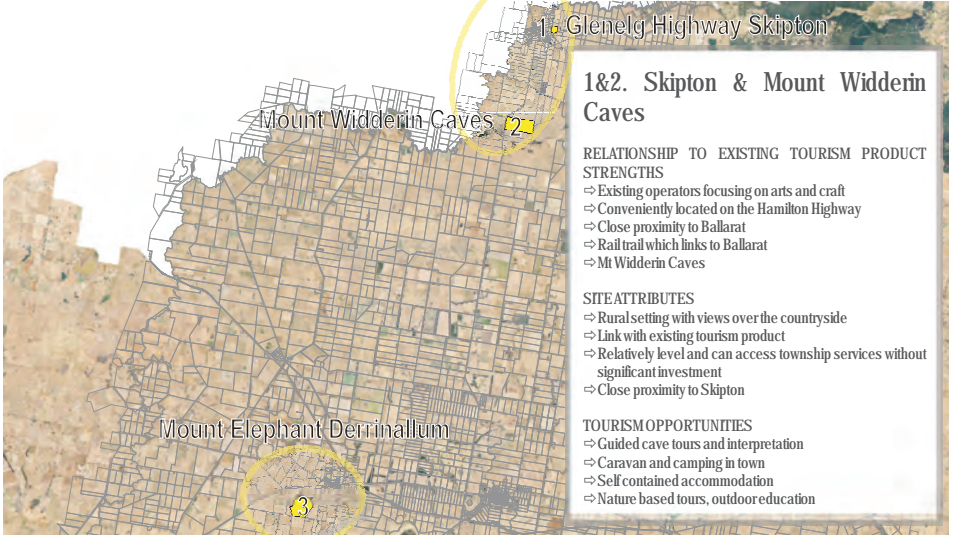 1 Glenelg Highway Skipton
1&2. Skipton & Mount Widderin
Caves
Mount Widderin Caves 2
RELATIONSHIP TO EXISTING TOURISM PRODUCT
STRENGTHS
⇨Existing operators focusing on arts and craft
⇨Conveniently located on the Hamilton Highway
⇨Close proximity to Ballarat
⇨Rail trail which links to Ballarat
⇨Mt Widderin Caves
SITE ATTRIBUTES
⇨Rural setting with views over the countryside
⇨Link with existing tourism product
⇨Relatively level and can access township services without
significant investment
⇨Close proximity to Skipton
TOURISM OPPORTUNITIES
⇨Guided cave tours and interpretation
⇨Caravan and camping in town
⇨Self contained accommodation
⇨Nature based tours, outdoor education
Mount Elephant Derrinallum
3